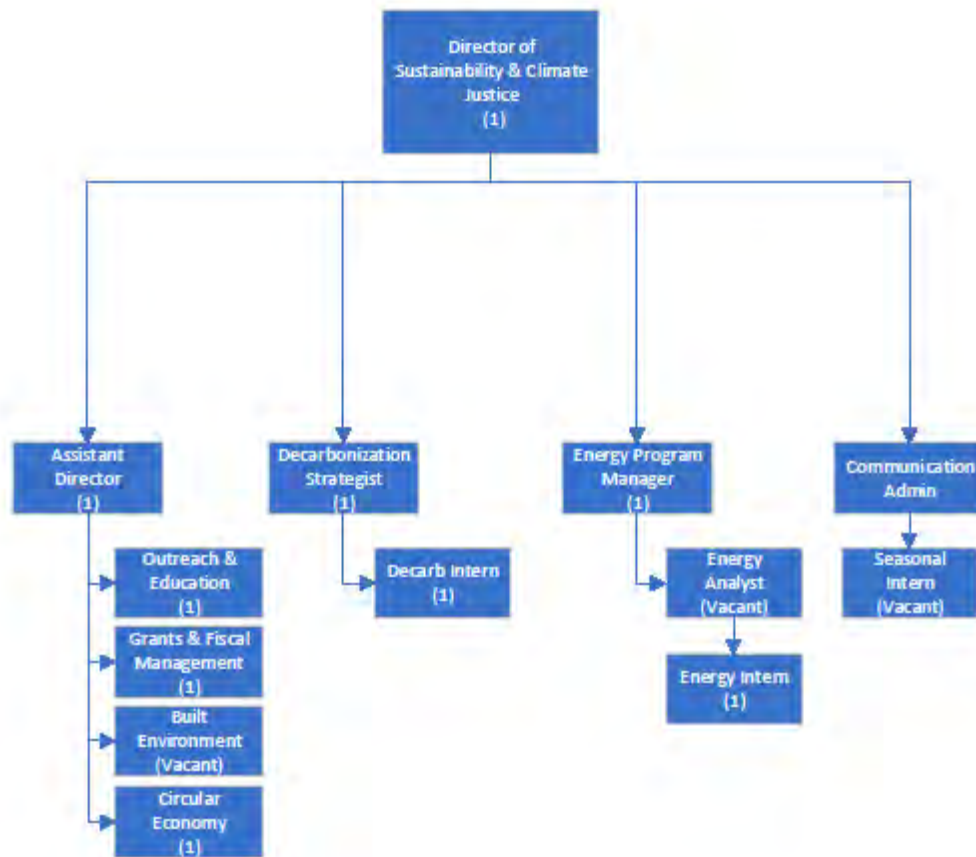 Director of
Sustainability & Climate
Justice
(1)
Assistant
Director
(1)
Decarbonization
Strategist
(1)
Energy Program
Manager
(1)
Communication
Admin
Outreach &
Education
(1)
Grants & Fiscal
Management
(1)
Built
Environment
(Vacant)
Circular
Economy
(1)
Decarb Intern
(1)
Energy
Analyst
(Vacant)
Energy Intern
(1)
Seasonal
Intern
(Vacant)